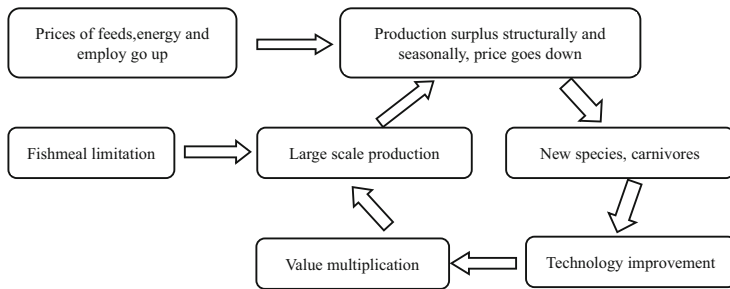 Prices of feeds,energy and
employ go up
Production surplus structurally and
seasonally, price goes down
Fishmeal limitation
Large scale production
New species, carnivores
Value multiplication
Technology improvement